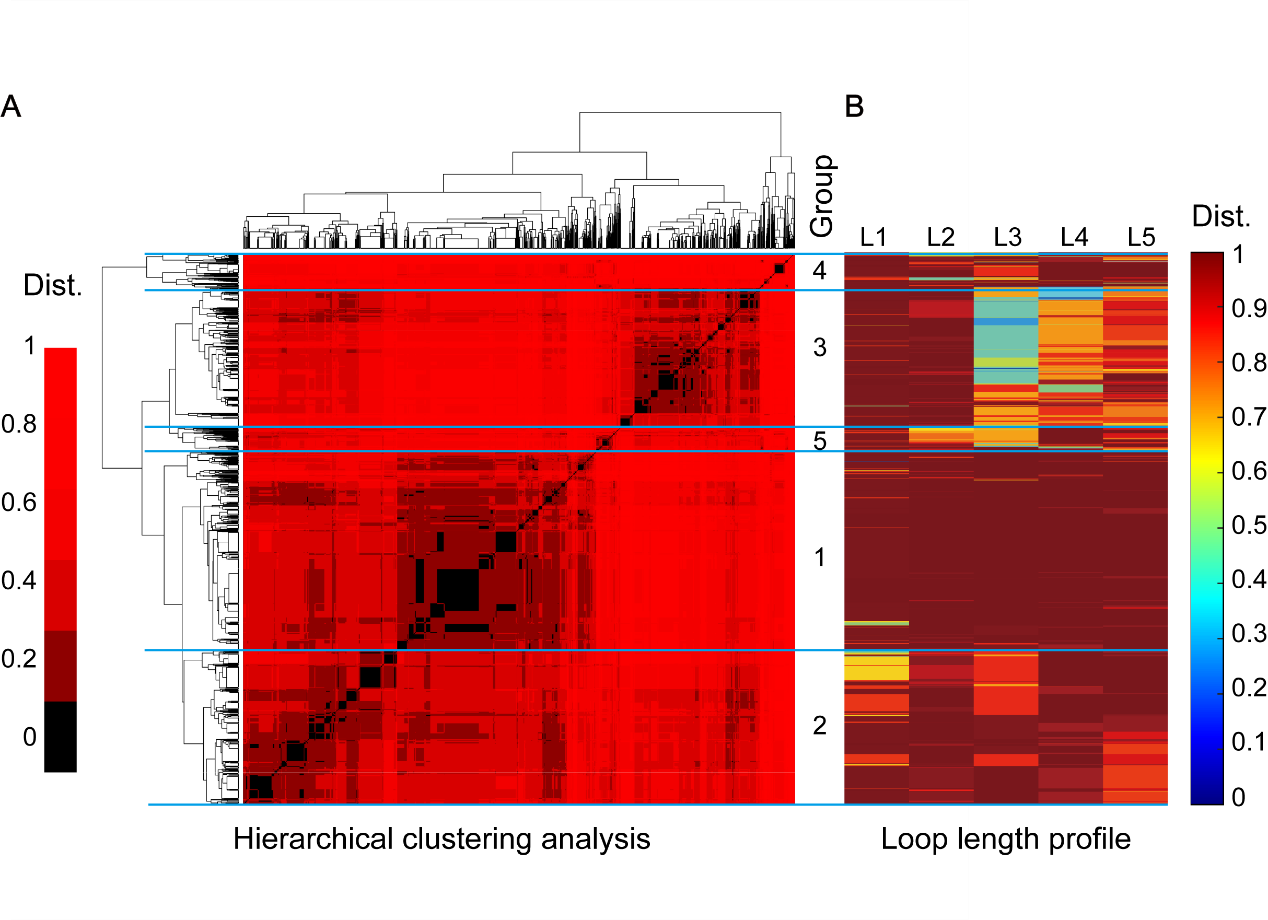 A
B
Group
Dist.
L1 L2 L3 L4 L5
Dist.
1
0.8
0.6
0.4
0.2
0
4
3
5
1
2
1
0.9
0.8
0.7
0.6
0.5
0.4
0.3
0.2
0.1
0
Hierarchical clustering analysis
Loop length profile